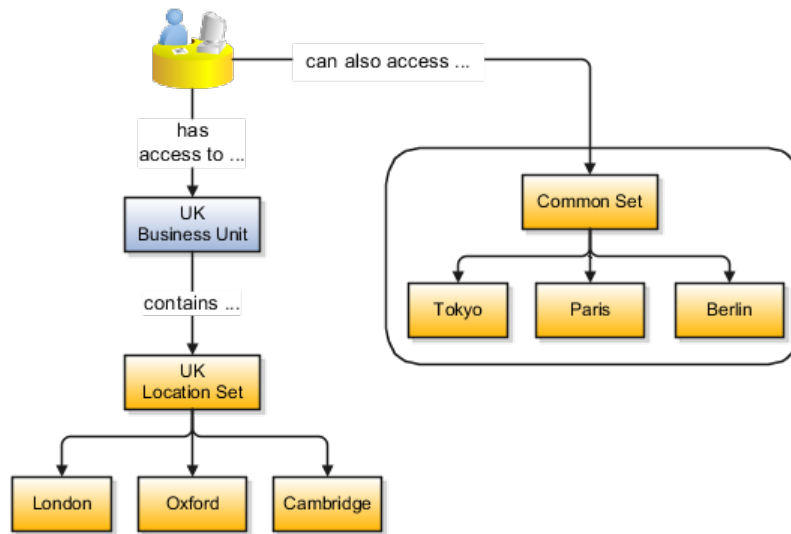 can also access ...
has
access to ...
UK
Business Unit
contains ...
UK
Location Set
London
Oxford
Cambridge
Common Set
Tokyo
Paris
Berlin